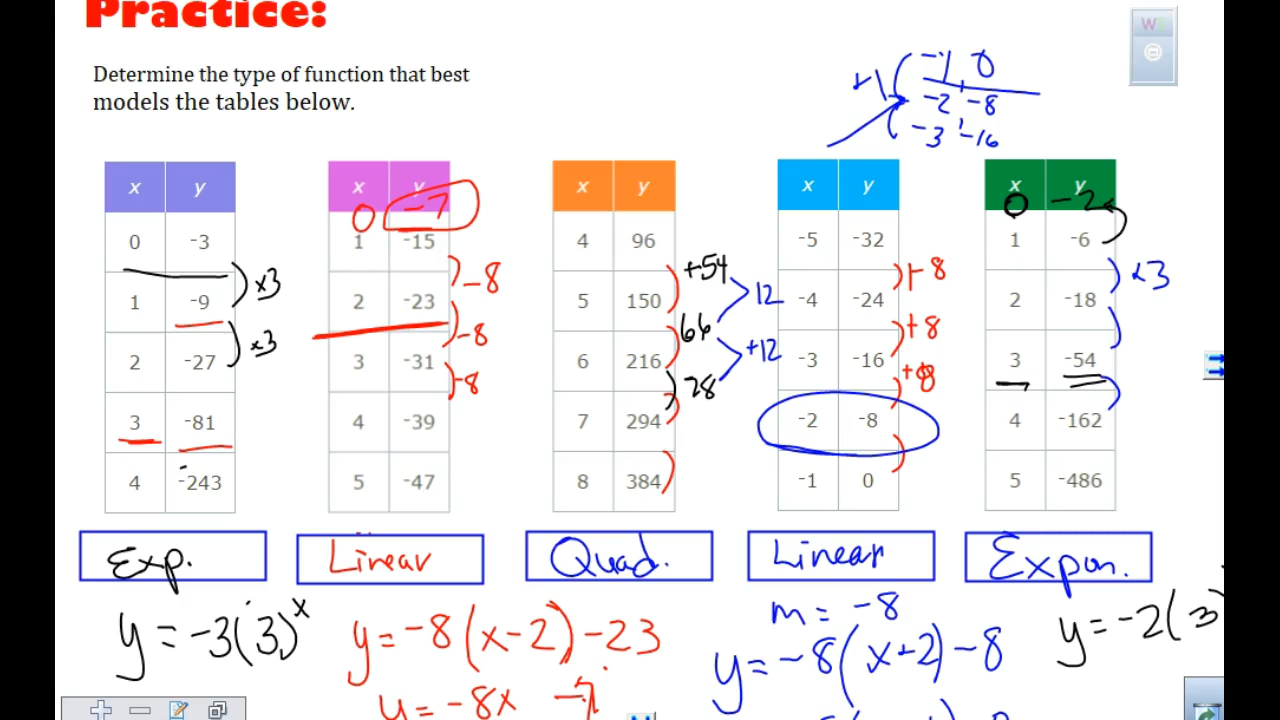 Practice:
Determine the type of function that best
models the tables below.
+1
-1 0
-2 -8
-3 -16
x y
0 -3
1 -9
2 -27
3 -81
4 -243
×3
×3
x y
0 -7
1 -15
2 -23
3 -31
4 -39
5 -47
-8
-8
-8
x y
4 96
5 150
6 216
7 294
8 384
+54
66
78
12
+12
x y
-5 -32
-4 -24
-3 -16
-2 -8
-1 0
+8
+8
+8
x y
0 -2
1 -6
2 -18
3 -54
4 -162
5 -486
×3
Exp.
Linear
Quad.
Linear
Expon.
y = -3(3)^x
y = -8(x-2) -23
y = -8x -7
m = -8
y = -8(x+2) -8
y = -2(3)